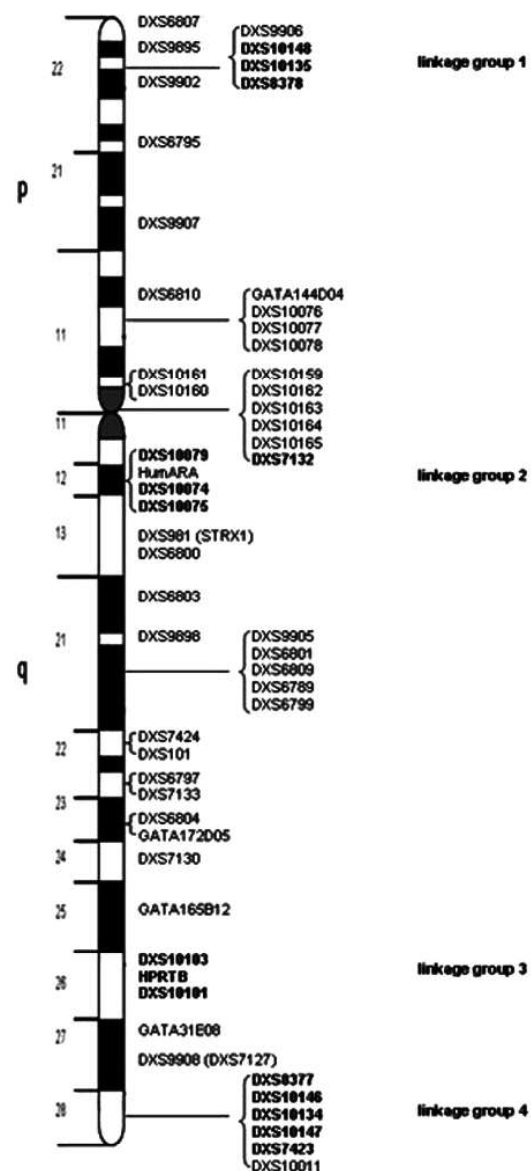 DXS6807
DXS9906
DXS9895
DXS10148
DXS10135
22
linkage group 1
DXS9902
DXS8378
DXS6795
21
p
DXS9907
DXS6810
GATA144D04
DXS10076
DXS10077
11
DXS10078
DXS10161
DXS10159
DXS10160
DXS10162
DXS10163
11
DXS10164
DXS10165
DXS10079
DXS7132
12
HumARA
linkage group 2
DXS10074
DXS10075
13
DXS981 (STRX1)
DXS6800
DXS6803
21
DXS9898
DXS9905
DXS6801
q
DXS6809
DXS6789
DXS6799
DXS7424
22
DXS101
DXS6797
DXS7133
23
DXS6804
GATA172D05
24
DXS7130
25
GATA165B12
DXS10103
linkage group 3
26
HPRTB
DXS10101
27
GATA31E08
DXS9908 (DXS7127)
DXS8377
DXS10146
28
DXS10134
linkage group 4
DXS10147
DXS7423
DXS10011